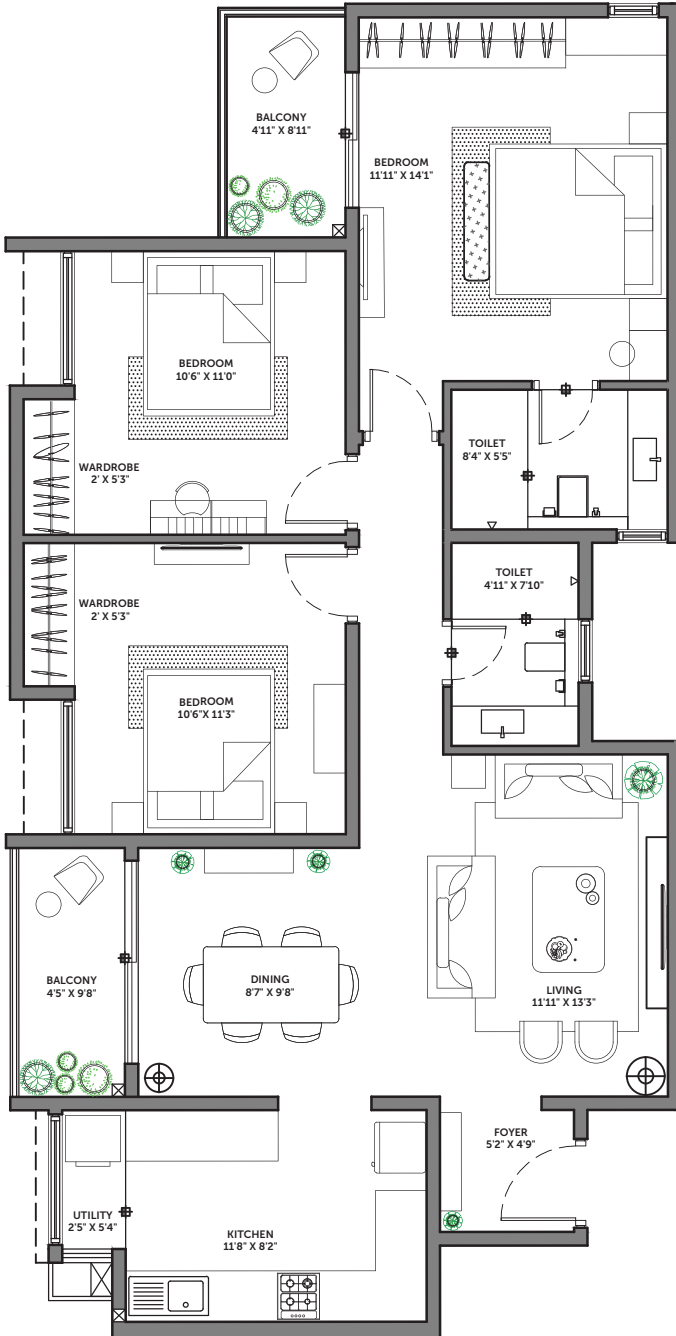 BALCONY
4'11" X 8'11"
BEDROOM
11'11" X 14'1"
BEDROOM
10'6" X 11'0"
TOILET
8'4" X 5'5"
WARDROBE
2' X 5'3"
TOILET
4'11" X 7'10"
WARDROBE
2' X 5'3"
BEDROOM
10'6"X 11'3"
BALCONY
4'5" X 9'8"
DINING
8'7" X 9'8"
LIVING
11'11" X 13'3"
FOYER
5'2" X 4'9"
UTILITY
2'5" X 5'4"
KITCHEN
11'8" X 8'2"